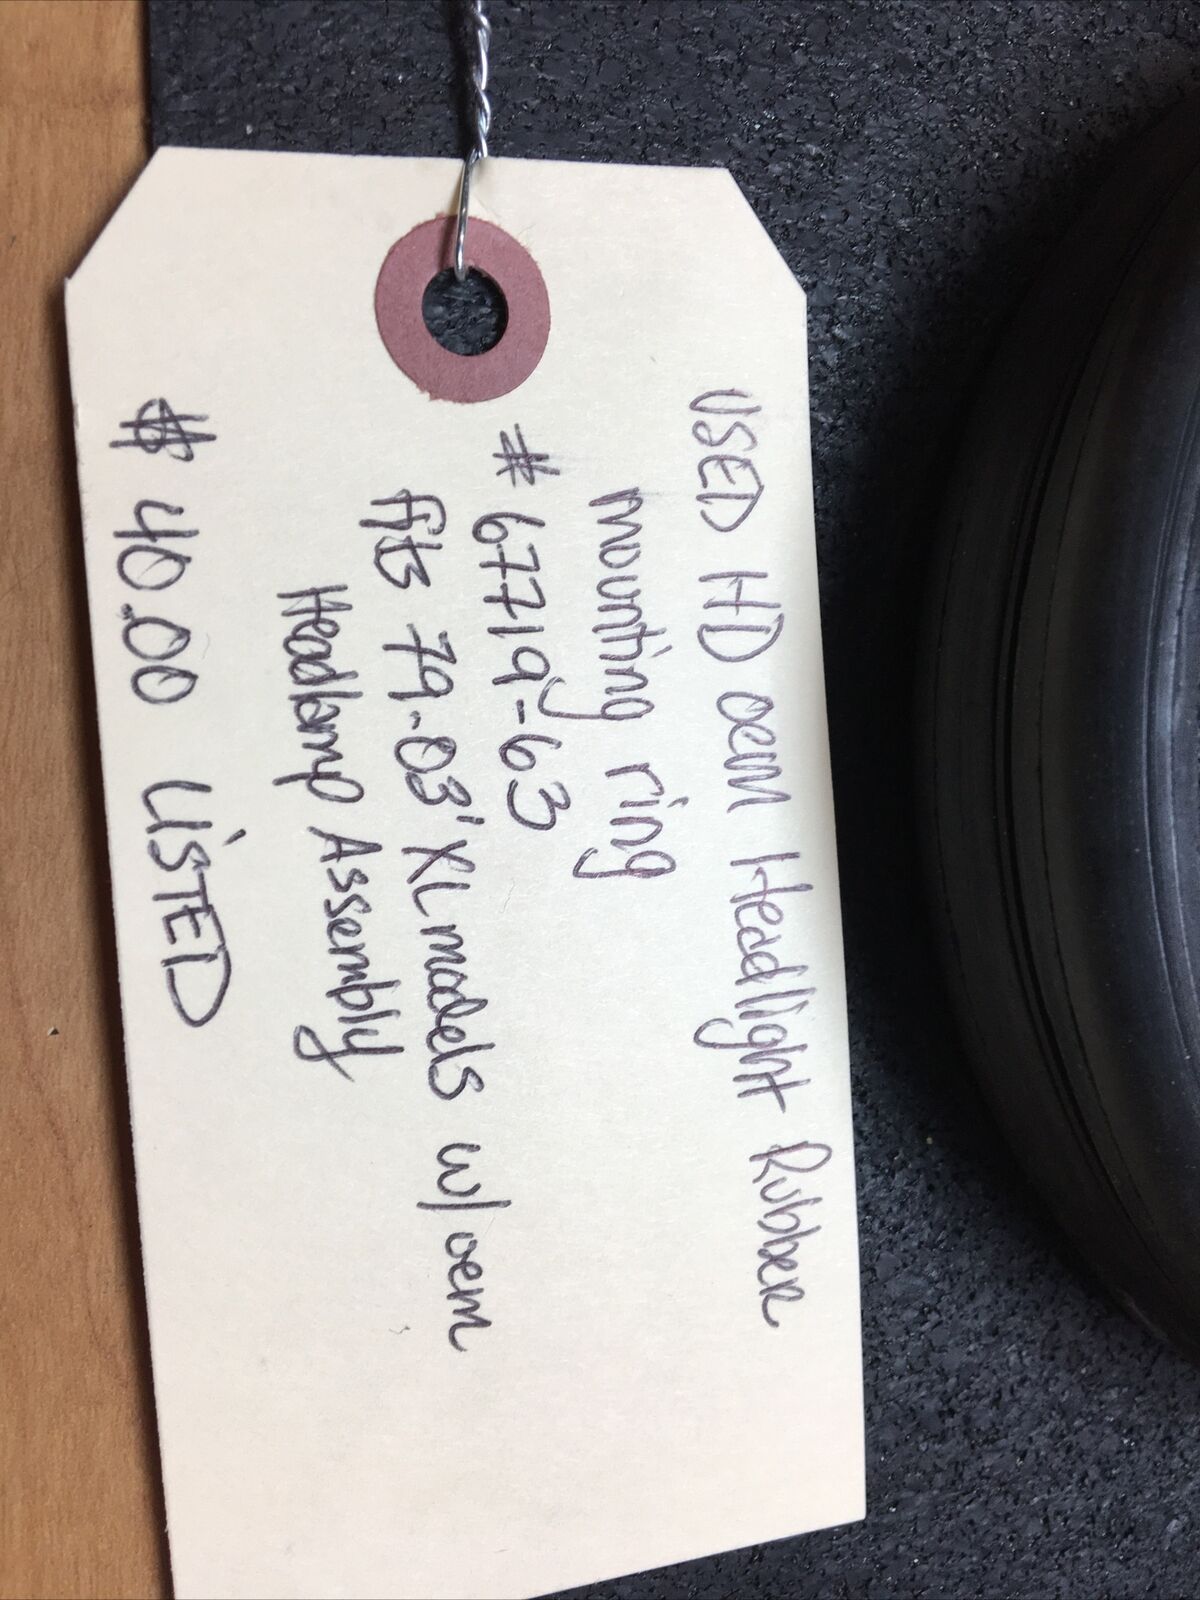 USED HD oem Headlight Rubber
mounting ring
# 67719-63
fits 79-03' XL models w/oem
Headlamp Assembly
$ 40.00 LISTED